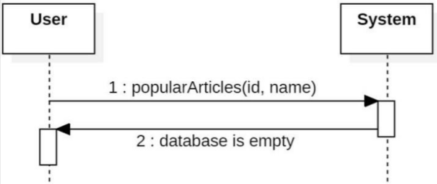 User
System
1 : popularArticles(id, name)
2 : database is empty